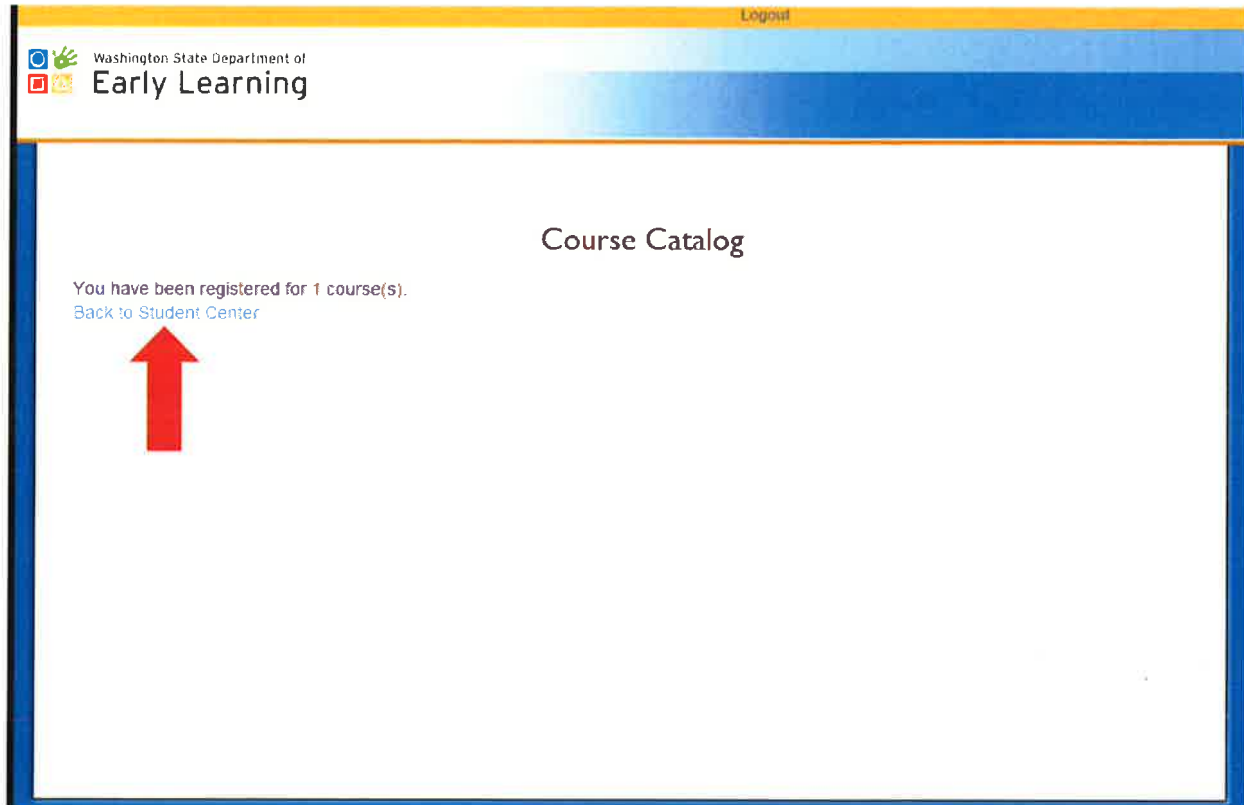 Logout
Washington State Department of
Early Learning
Course Catalog
You have been registered for 1 course(s).
Back to Student Center